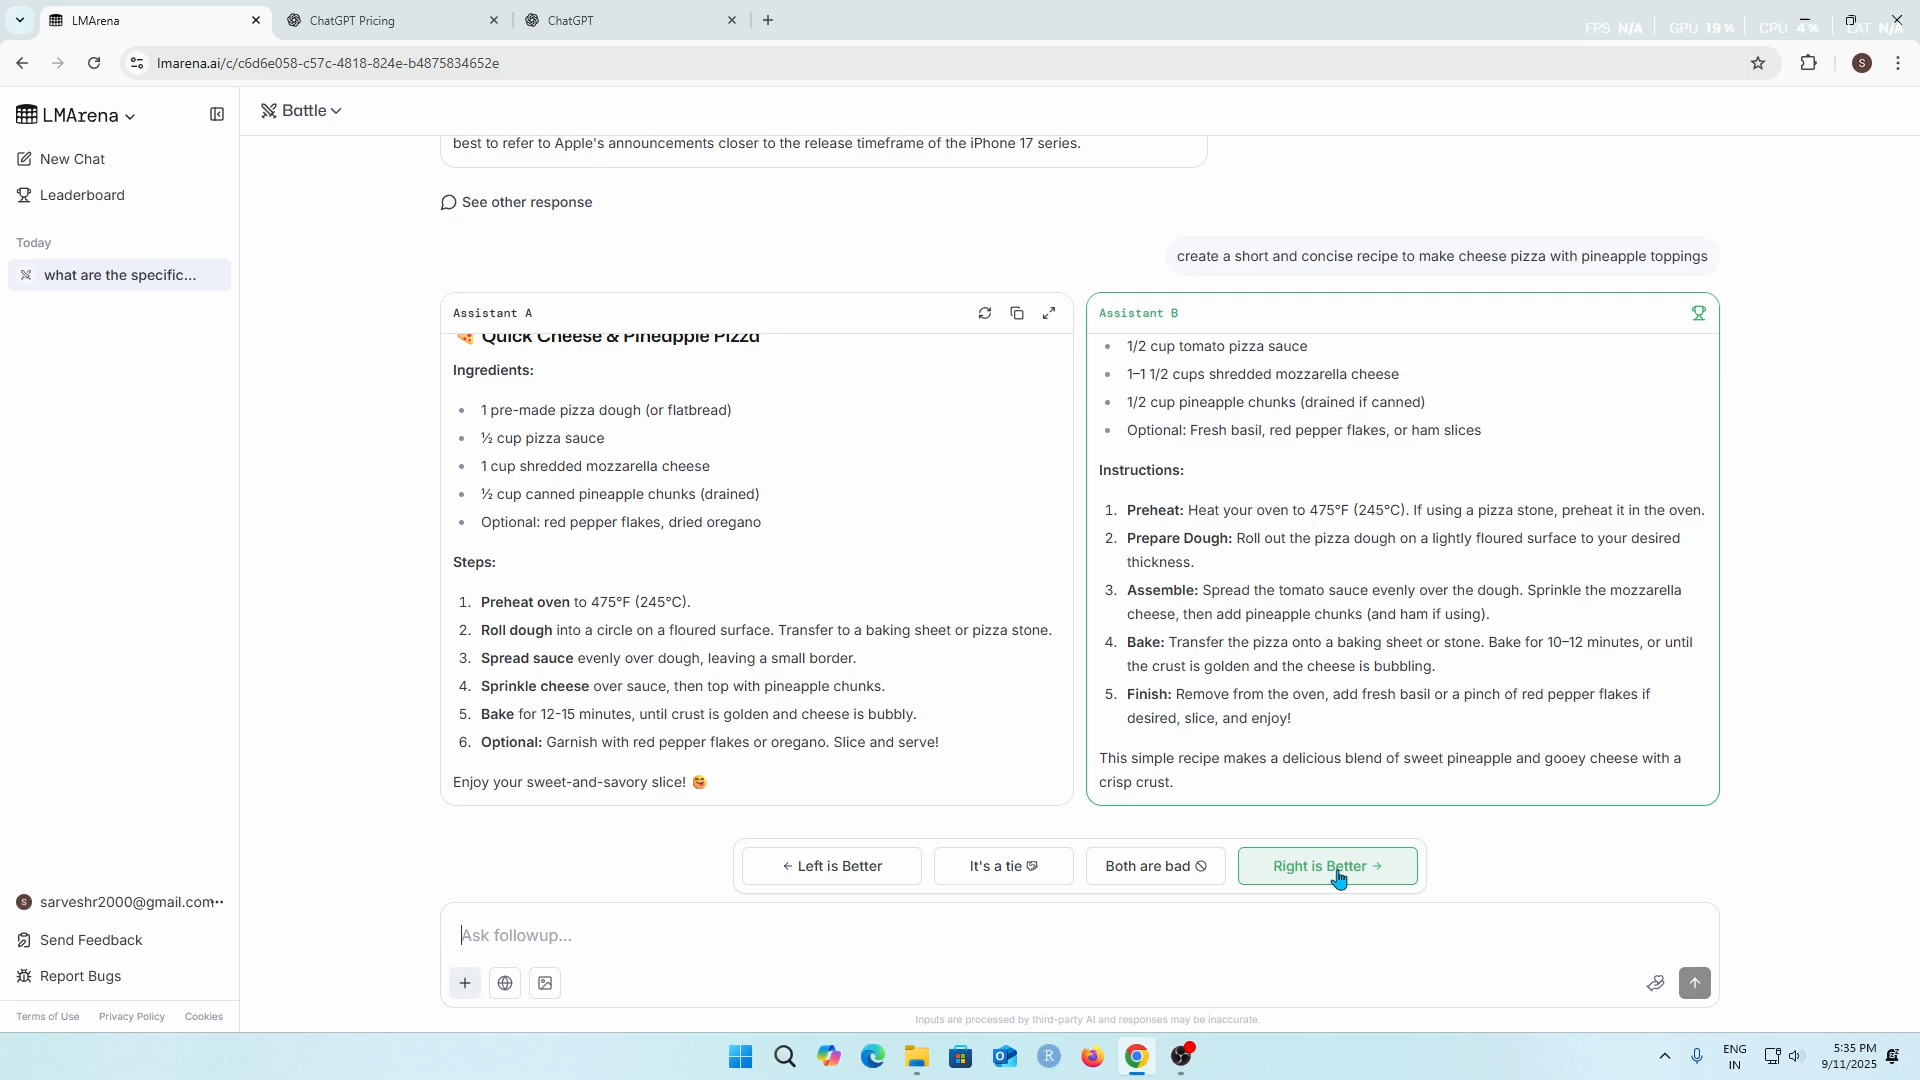 LMArena
ChatGPT Pricing
ChatGPT
FPS N/A GPU 19% CPU 4% LAT N/A
lmarena.ai/c/c6d6e058-c57c-4818-824e-b4875834652e
S
LMArena
Battle
New Chat
Leaderboard
Today
what are the specific...
best to refer to Apple's announcements closer to the release timeframe of the iPhone 17 series.
See other response
create a short and concise recipe to make cheese pizza with pineapple toppings
Assistant A
Quick Cheese & Pineapple Pizza
Ingredients:
1 pre-made pizza dough (or flatbread)
½ cup pizza sauce
1 cup shredded mozzarella cheese
½ cup canned pineapple chunks (drained)
Optional: red pepper flakes, dried oregano
Steps:
1. Preheat oven to 475°F (245°C).
2. Roll dough into a circle on a floured surface. Transfer to a baking sheet or pizza stone.
3. Spread sauce evenly over dough, leaving a small border.
4. Sprinkle cheese over sauce, then top with pineapple chunks.
5. Bake for 12-15 minutes, until crust is golden and cheese is bubbly.
6. Optional: Garnish with red pepper flakes or oregano. Slice and serve!
Enjoy your sweet-and-savory slice! 😋
Assistant B
1/2 cup tomato pizza sauce
1–1 1/2 cups shredded mozzarella cheese
1/2 cup pineapple chunks (drained if canned)
Optional: Fresh basil, red pepper flakes, or ham slices
Instructions:
1. Preheat: Heat your oven to 475°F (245°C). If using a pizza stone, preheat it in the oven.
2. Prepare Dough: Roll out the pizza dough on a lightly floured surface to your desired
thickness.
3. Assemble: Spread the tomato sauce evenly over the dough. Sprinkle the mozzarella
cheese, then add pineapple chunks (and ham if using).
4. Bake: Transfer the pizza onto a baking sheet or stone. Bake for 10–12 minutes, or until
the crust is golden and the cheese is bubbling.
5. Finish: Remove from the oven, add fresh basil or a pinch of red pepper flakes if
desired, slice, and enjoy!
This simple recipe makes a delicious blend of sweet pineapple and gooey cheese with a
crisp crust.
← Left is Better
It's a tie
Both are bad
Right is Better →
Ask followup...
Inputs are processed by third-party AI and responses may be inaccurate.
S sarveshr2000@gmail.com
Send Feedback
Report Bugs
Terms of Use Privacy Policy Cookies
R
ENG
IN
5:35 PM
9/11/2025